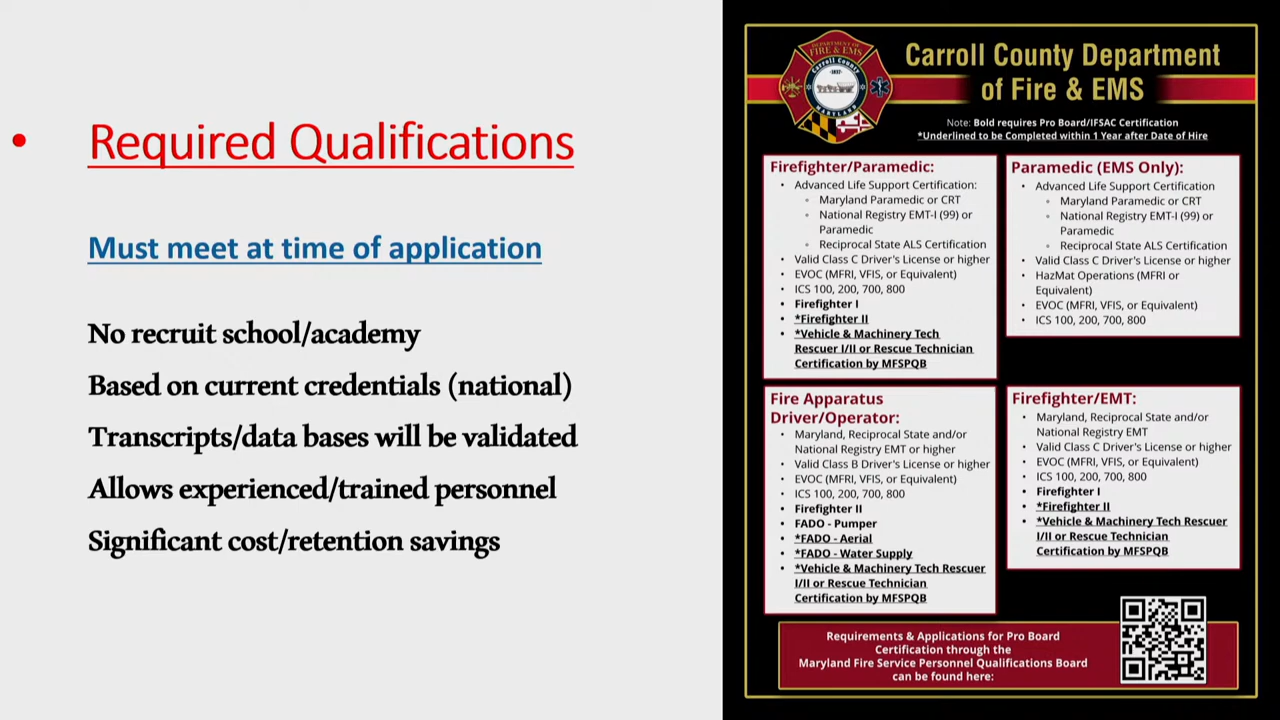 • Required Qualifications
Must meet at time of application
No recruit school/academy
Based on current credentials (national)
Transcripts/data bases will be validated
Allows experienced/trained personnel
Significant cost/retention savings
DEPARTMENT OF
FIRE & EMS
Carroll County
1837
MARYLAND
Carroll County Department
of Fire & EMS
Note: Bold requires Pro Board/IFSAC Certification
*Underlined to be Completed within 1 Year after Date of Hire
Firefighter/Paramedic:
• Advanced Life Support Certification:
◦ Maryland Paramedic or CRT
◦ National Registry EMT-I (99) or
Paramedic
◦ Reciprocal State ALS Certification
• Valid Class C Driver's License or higher
• EVOC (MFRI, VFIS, or Equivalent)
• ICS 100, 200, 700, 800
• Firefighter I
• *Firefighter II
• *Vehicle & Machinery Tech
Rescuer I/II or Rescue Technician
Certification by MFSPQB
Paramedic (EMS Only):
• Advanced Life Support Certification
◦ Maryland Paramedic or CRT
◦ National Registry EMT-I (99) or
Paramedic
◦ Reciprocal State ALS Certification
• Valid Class C Driver's License or higher
• HazMat Operations (MFRI or
Equivalent)
• EVOC (MFRI, VFIS, or Equivalent)
• ICS 100, 200, 700, 800
Fire Apparatus
Driver/Operator:
• Maryland, Reciprocal State and/or
National Registry EMT or higher
• Valid Class B Driver's License or higher
• EVOC (MFRI, VFIS, or Equivalent)
• ICS 100, 200, 700, 800
• Firefighter II
• FADO - Pumper
• *FADO - Aerial
• *FADO - Water Supply
• *Vehicle & Machinery Tech Rescuer
I/II or Rescue Technician
Certification by MFSPQB
Firefighter/EMT:
• Maryland, Reciprocal State and/or
National Registry EMT
• Valid Class C Driver's License or higher
• EVOC (MFRI, VFIS, or Equivalent)
• ICS 100, 200, 700, 800
• Firefighter I
• *Firefighter II
• *Vehicle & Machinery Tech Rescuer
I/II or Rescue Technician
Certification by MFSPQB
Requirements & Applications for Pro Board
Certification through the
Maryland Fire Service Personnel Qualifications Board
can be found here: